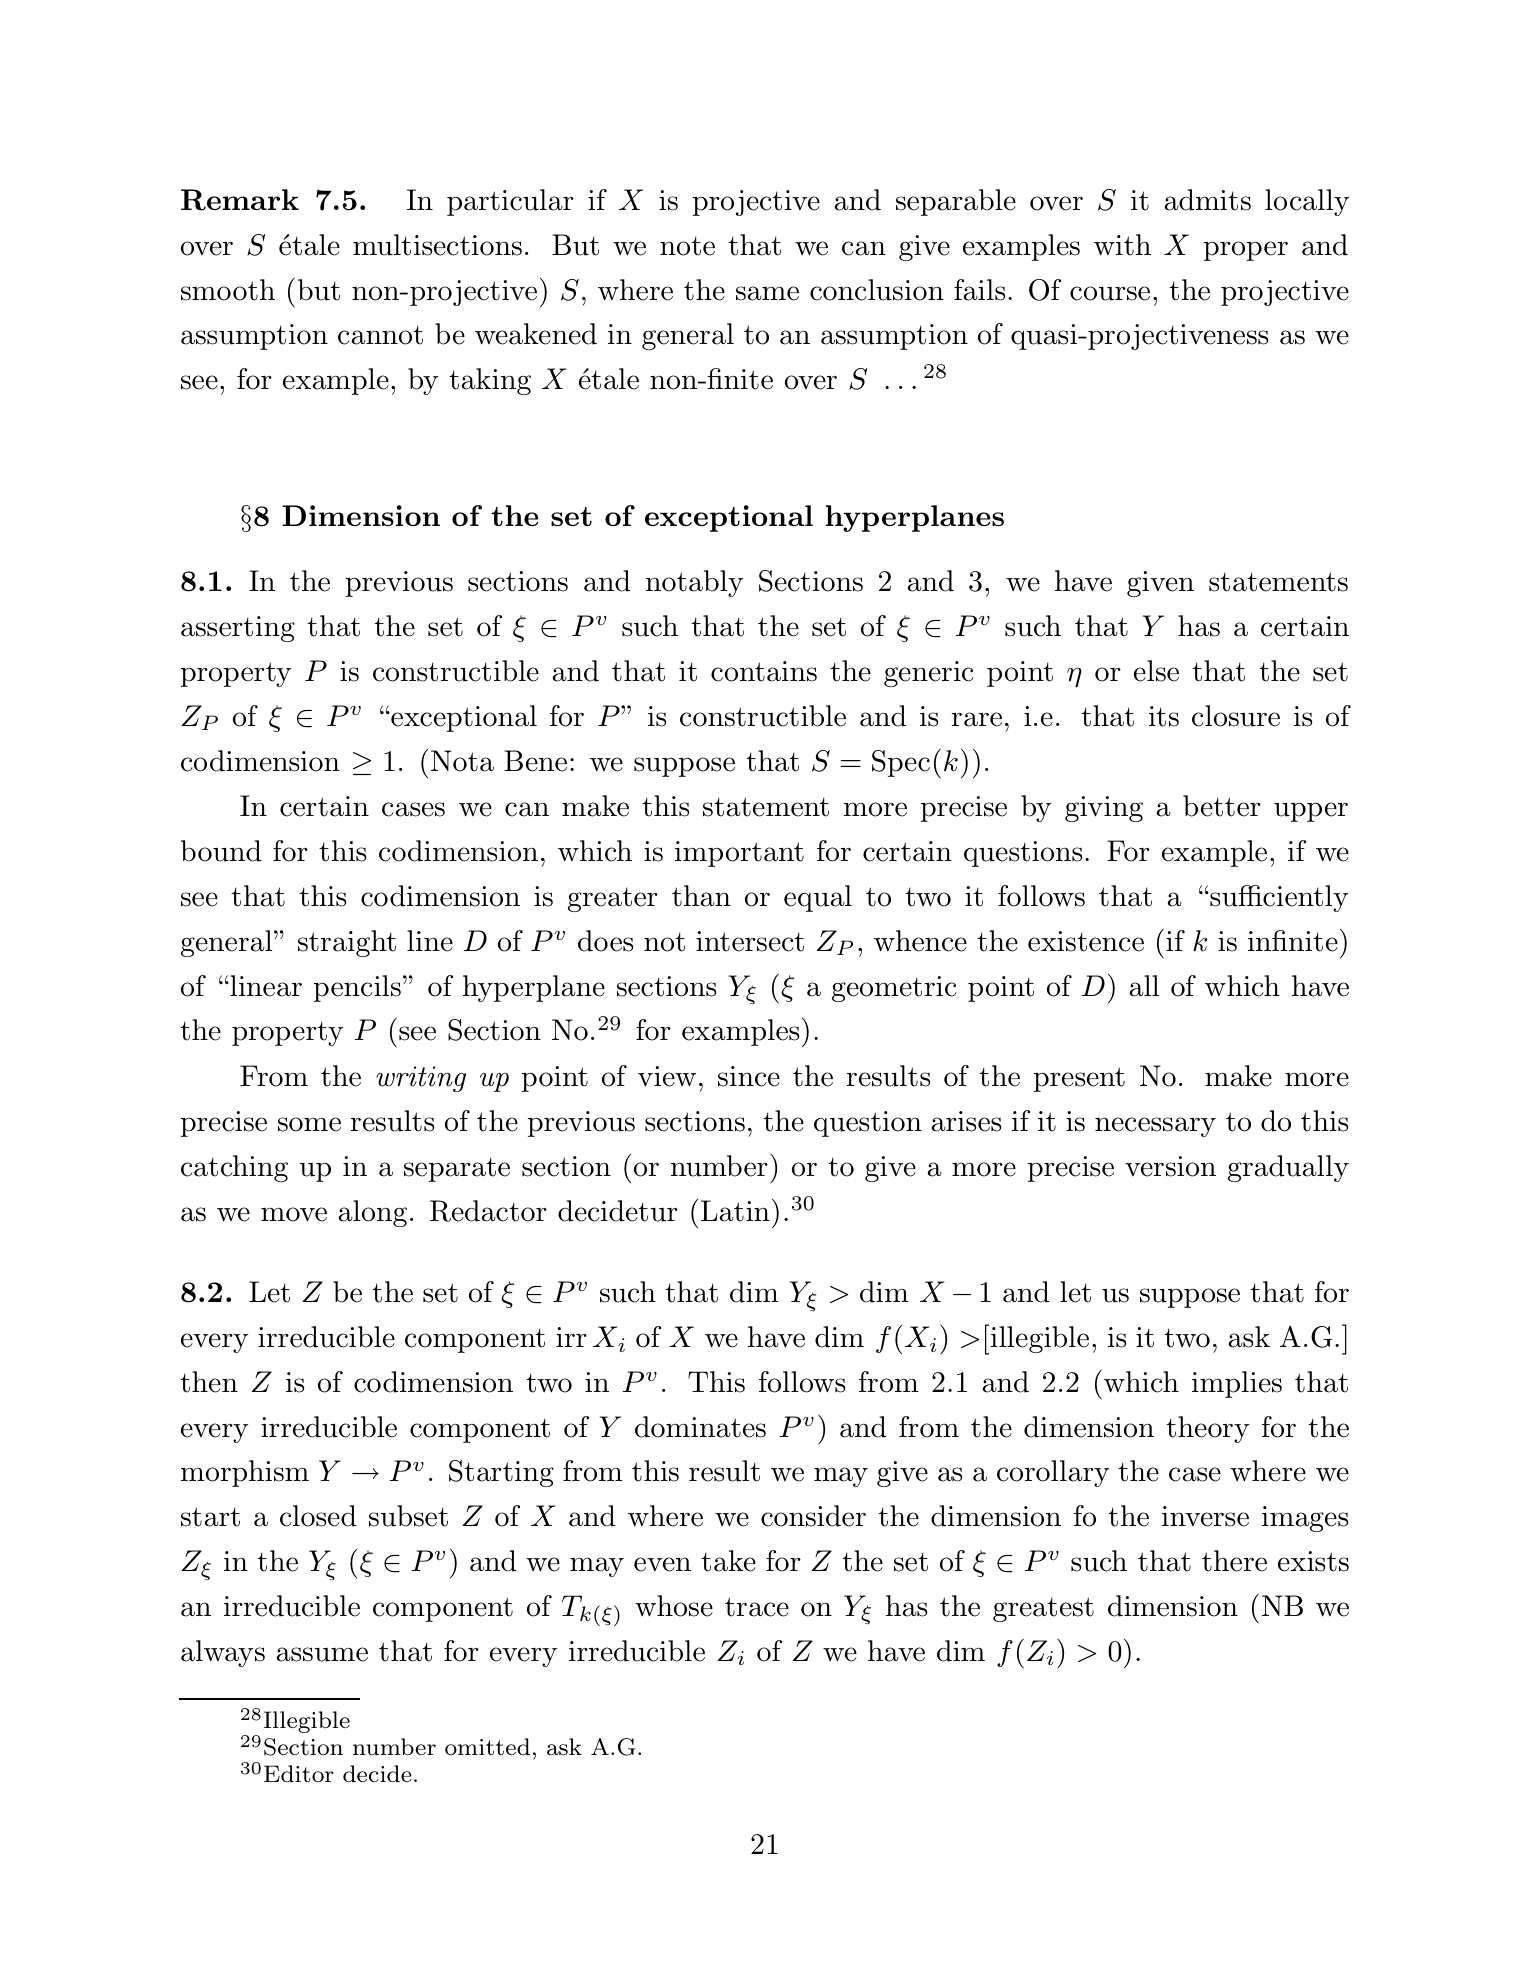 Remark 7.5. In particular if X is projective and separable over S it admits locally
over S étale multisections. But we note that we can give examples with X proper and
smooth (but non-projective) S, where the same conclusion fails. Of course, the projective
assumption cannot be weakened in general to an assumption of quasi-projectiveness as we
see, for example, by taking X étale non-finite over S …²⁸
§8 Dimension of the set of exceptional hyperplanes
8.1. In the previous sections and notably Sections 2 and 3, we have given statements
asserting that the set of ξ ∈ Pᵛ such that the set of ξ ∈ Pᵛ such that Y has a certain
property P is constructible and that it contains the generic point η or else that the set
Z_P of ξ ∈ Pᵛ “exceptional for P” is constructible and is rare, i.e. that its closure is of
codimension ≥ 1. (Nota Bene: we suppose that S = Spec(k)).
In certain cases we can make this statement more precise by giving a better upper
bound for this codimension, which is important for certain questions. For example, if we
see that this codimension is greater than or equal to two it follows that a “sufficiently
general” straight line D of Pᵛ does not intersect Z_P, whence the existence (if k is infinite)
of “linear pencils” of hyperplane sections Y_ξ (ξ a geometric point of D) all of which have
the property P (see Section No.²⁹ for examples).
From the writing up point of view, since the results of the present No. make more
precise some results of the previous sections, the question arises if it is necessary to do this
catching up in a separate section (or number) or to give a more precise version gradually
as we move along. Redactor decidetur (Latin).³⁰
8.2. Let Z be the set of ξ ∈ Pᵛ such that dim Y_ξ > dim X − 1 and let us suppose that for
every irreducible component irr X_i of X we have dim f(X_i) >[illegible, is it two, ask A.G.]
then Z is of codimension two in Pᵛ. This follows from 2.1 and 2.2 (which implies that
every irreducible component of Y dominates Pᵛ) and from the dimension theory for the
morphism Y → Pᵛ. Starting from this result we may give as a corollary the case where we
start a closed subset Z of X and where we consider the dimension fo the inverse images
Z_ξ in the Y_ξ (ξ ∈ Pᵛ) and we may even take for Z the set of ξ ∈ Pᵛ such that there exists
an irreducible component of T_{k(ξ)} whose trace on Y_ξ has the greatest dimension (NB we
always assume that for every irreducible Z_i of Z we have dim f(Z_i) > 0).
²⁸Illegible
²⁹Section number omitted, ask A.G.
³⁰Editor decide.
21